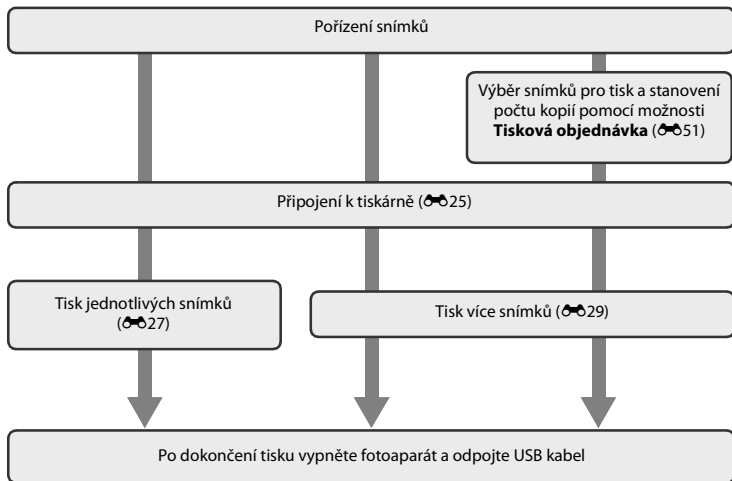 Pořízení snímků
Výběr snímků pro tisk a stanovení
počtu kopií pomocí možnosti
Tisková objednávka (51)
Připojení k tiskárně (25)
Tisk jednotlivých snímků
(27)
Tisk více snímků (29)
Po dokončení tisku vypněte fotoaparát a odpojte USB kabel